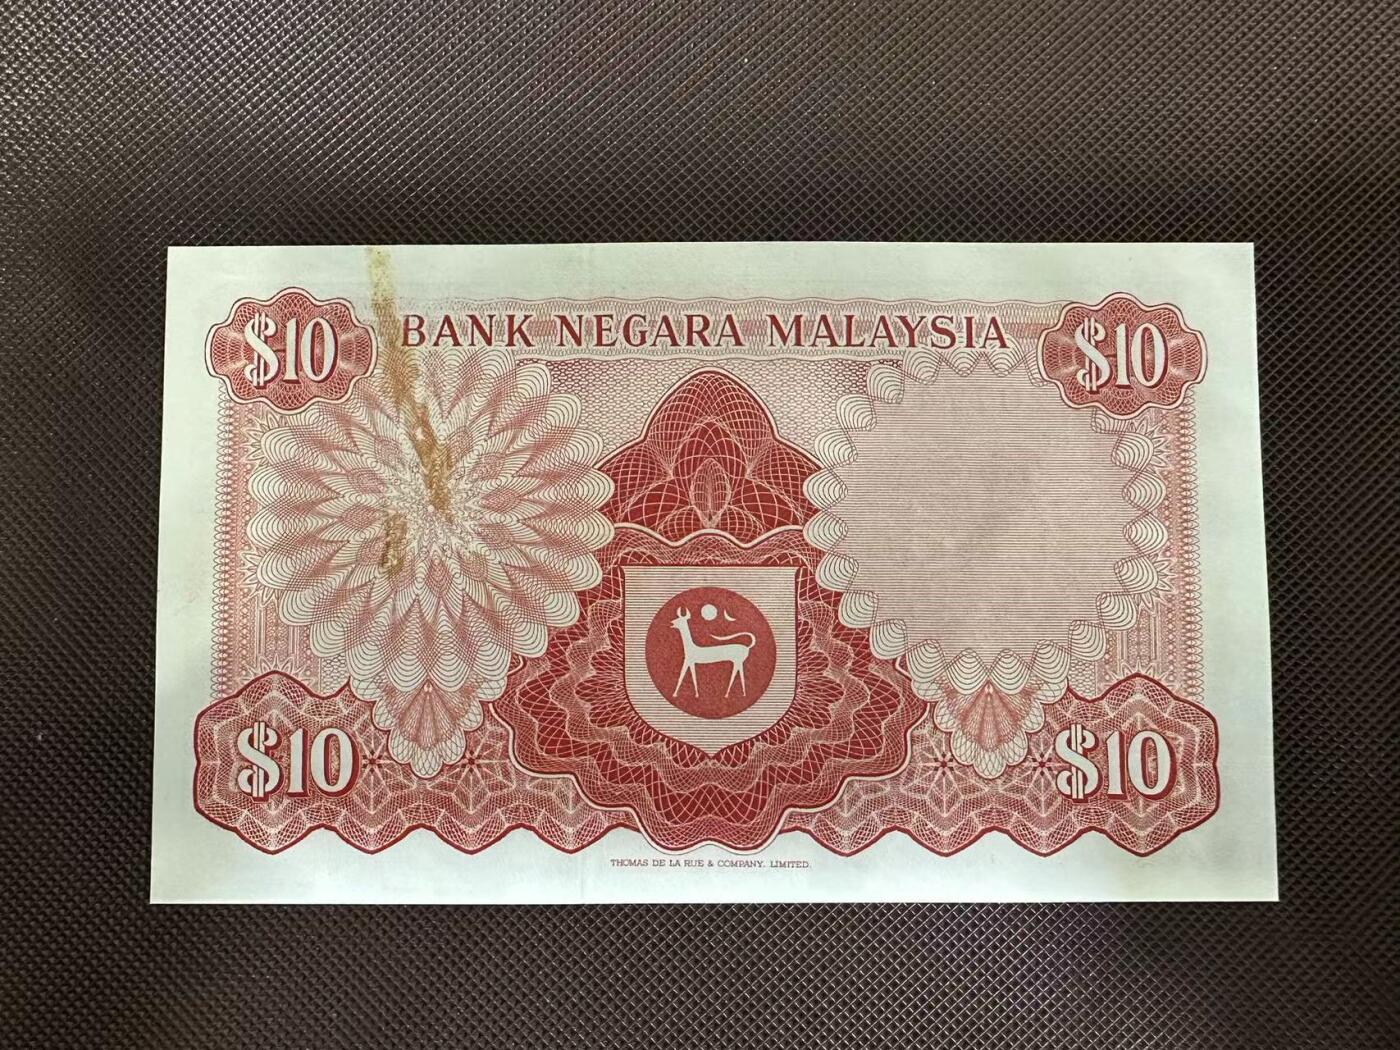 $10 BANK NEGARA MALAYSIA $10
$10 $10
THOMAS DE LA RUE & COMPANY, LIMITED.